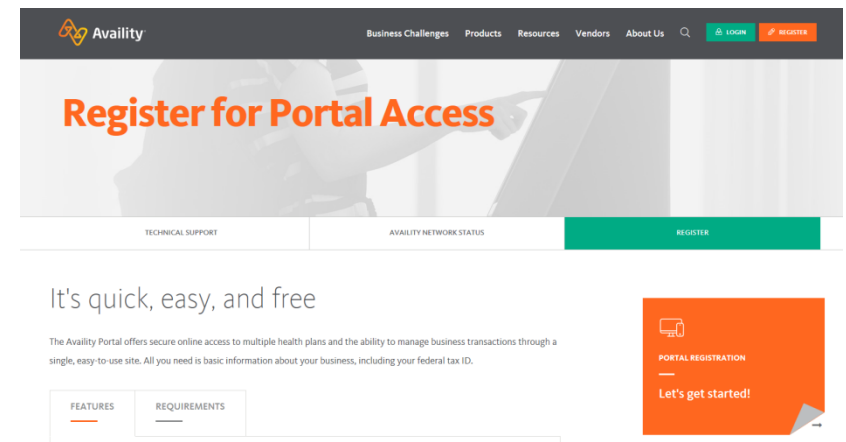 Availity
Business Challenges Products Resources Vendors About Us LOGIN REGISTER
Register for Portal Access
TECHNICAL SUPPORT AVAILITY NETWORK STATUS REGISTER
It's quick, easy, and free
The Availity Portal offers secure online access to multiple health plans and the ability to manage business transactions through a
single, easy-to-use site. All you need is basic information about your business, including your federal tax ID.
PORTAL REGISTRATION
Let's get started!
FEATURES REQUIREMENTS